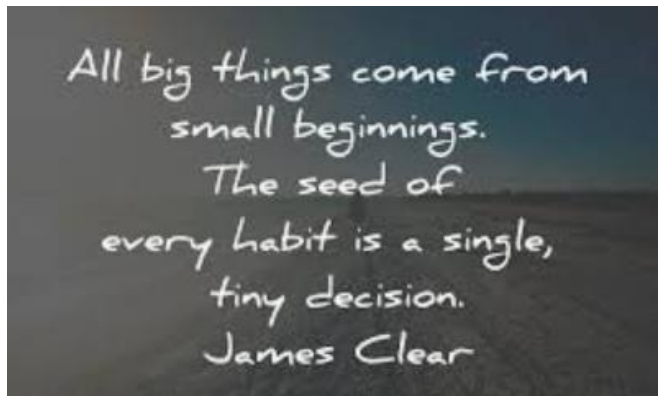 All big things come from
small beginnings.
The seed of
every habit is a single,
tiny decision.
James Clear